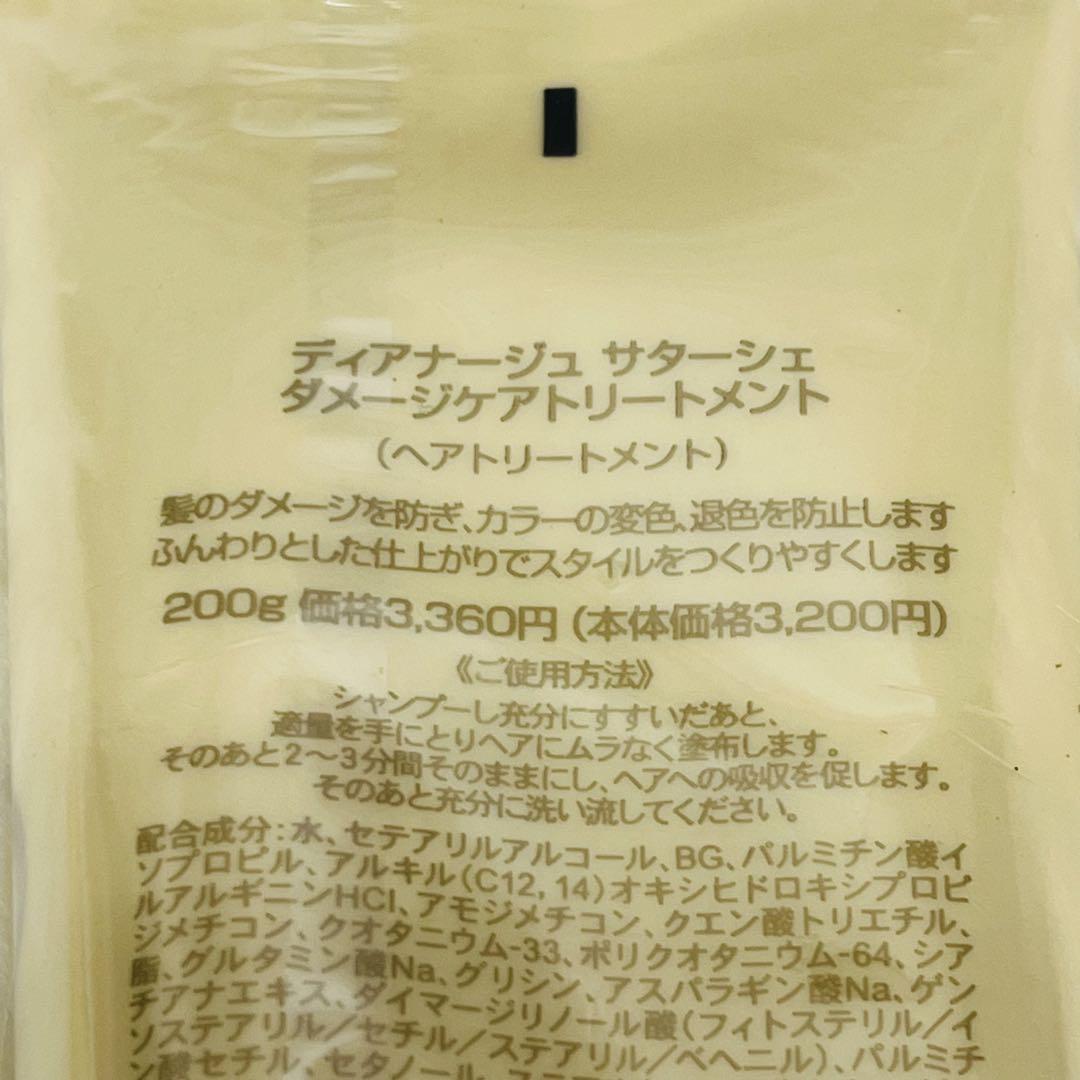 ディアナージュ サターシェ
ダメージケアトリートメント
(ヘアトリートメント)
髪のダメージを防ぎ、カラーの変色、退色を防止します
ふんわりとした仕上がりでスタイルをつくりやすくします
200g 価格3,360円 (本体価格3,200円)
《ご使用方法》
シャンプーし充分にすすいだあと、
適量を手にとりヘアにムラなく塗布します。
そのあと2〜3分間そのままにし、ヘアへの吸収を促します。
そのあと充分に洗い流してください。
配合成分:水、セテアリルアルコール、BG、パルミチン酸イ
ソプロピル、アルキル(C12, 14)オキシヒドロキシプロピ
ルアルギニンHCl、アモジメチコン、クエン酸トリエチル、
ジメチコン、クオタニウム-33、ポリクオタニウム-64、シア
脂、グルタミン酸Na、グリシン、アスパラギン酸Na、ゲン
チアナエキス、ダイマージリノール酸(フィトステリル/イ
ソステアリル/セチル/ステアリル/ベヘニル)、パルミチ
ン酸セチル、セタノール、